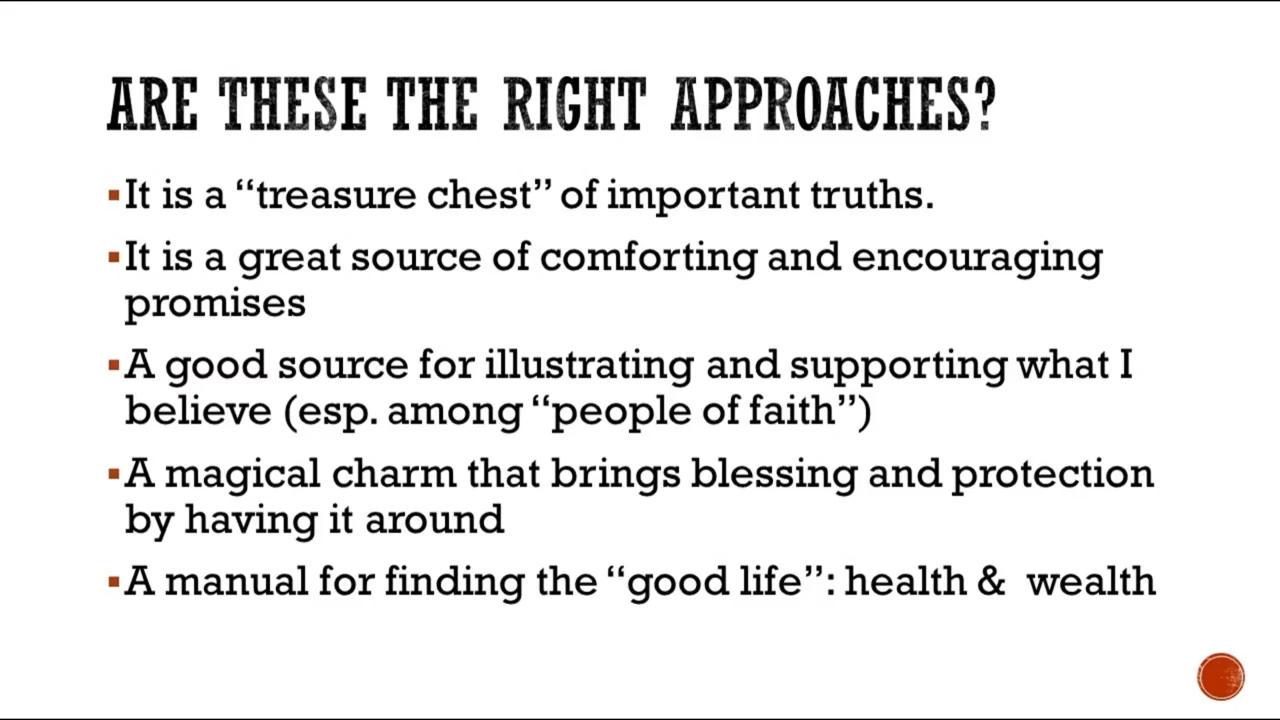 ARE THESE THE RIGHT APPROACHES?
▪It is a “treasure chest” of important truths.
▪It is a great source of comforting and encouraging
promises
▪A good source for illustrating and supporting what I
believe (esp. among “people of faith”)
▪A magical charm that brings blessing and protection
by having it around
▪A manual for finding the “good life”: health &  wealth